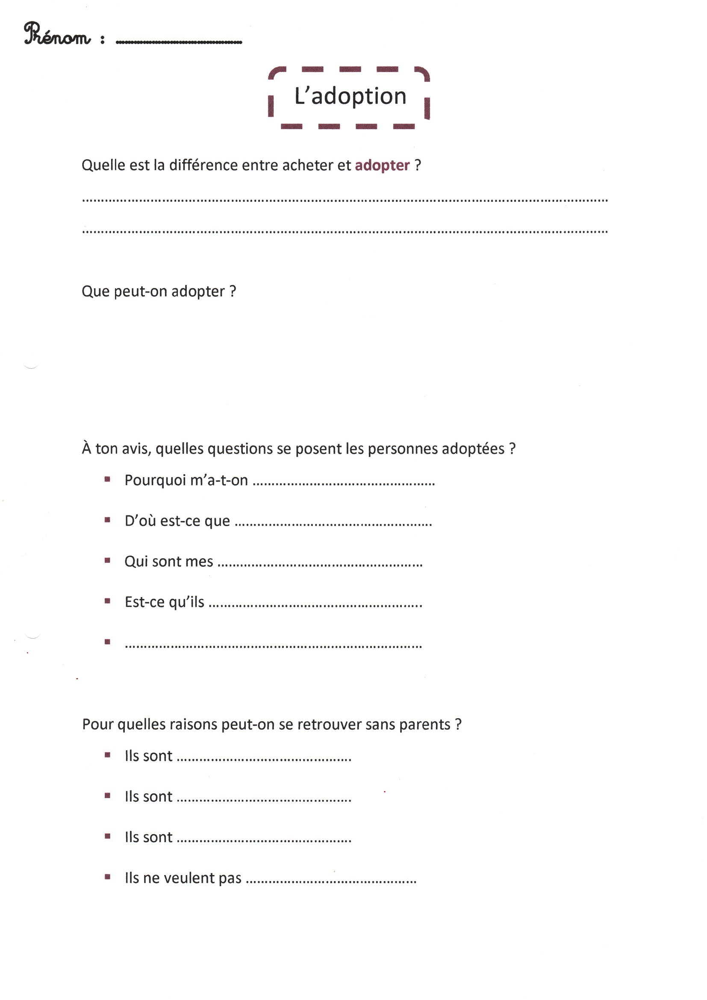 Prénom : ______________
L’adoption
Quelle est la différence entre acheter et adopter ?
................................................................................
................................................................................
Que peut-on adopter ?
À ton avis, quelles questions se posent les personnes adoptées ?
▪ Pourquoi m’a-t-on ................................................
▪ D’où est-ce que ....................................................
▪ Qui sont mes ......................................................
▪ Est-ce qu’ils ........................................................
▪ ..............................................................................
Pour quelles raisons peut-on se retrouver sans parents ?
▪ Ils sont ..............................................
▪ Ils sont ..............................................
▪ Ils sont ..............................................
▪ Ils ne veulent pas .............................................